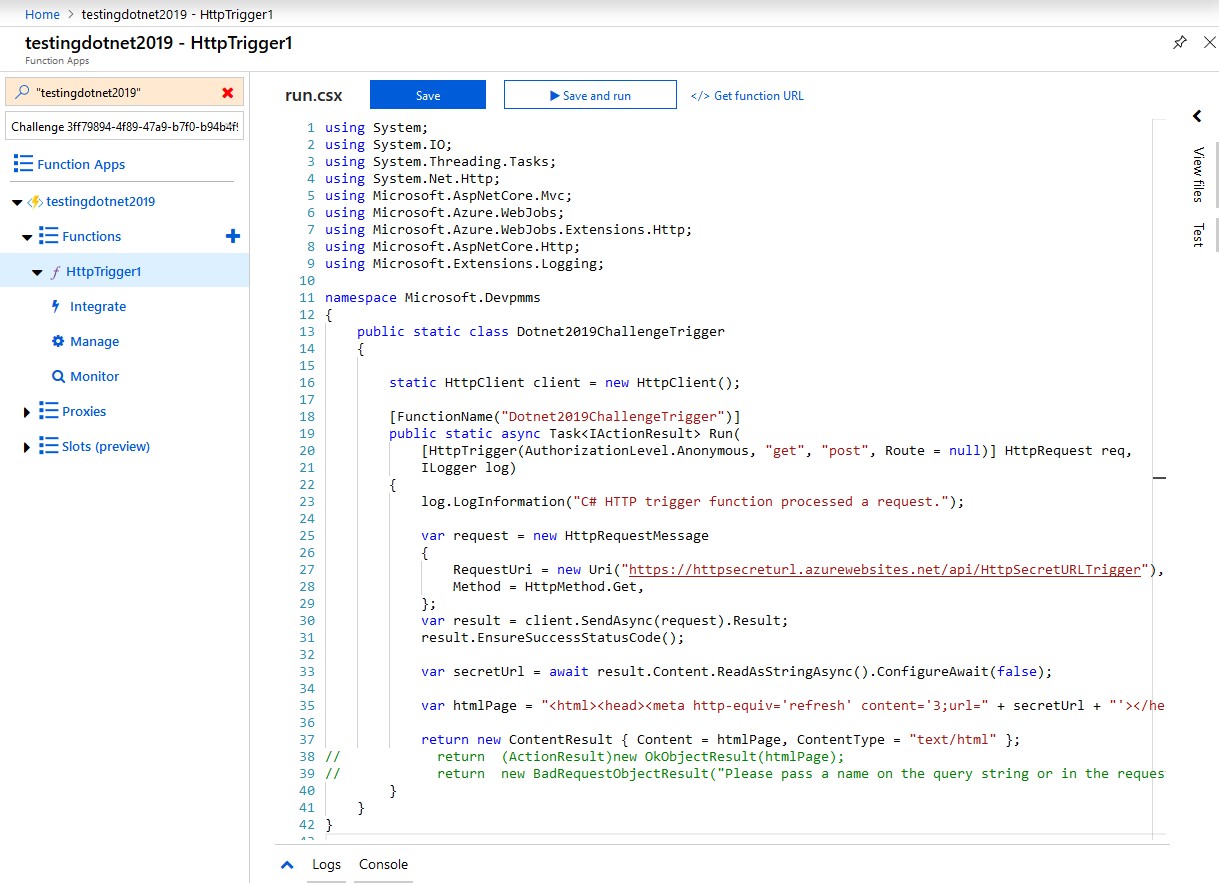 Home > testingdotnet2019 - HttpTrigger1
testingdotnet2019 - HttpTrigger1
Function Apps
"testingdotnet2019"
Challenge 3ff79894-4f89-47a9-b7f0-b94b4f
Function Apps
testingdotnet2019
Functions
HttpTrigger1
Integrate
Manage
Monitor
Proxies
Slots (preview)
run.csx
Save
Save and run
</> Get function URL
View files
Test
1 using System;
2 using System.IO;
3 using System.Threading.Tasks;
4 using System.Net.Http;
5 using Microsoft.AspNetCore.Mvc;
6 using Microsoft.Azure.WebJobs;
7 using Microsoft.Azure.WebJobs.Extensions.Http;
8 using Microsoft.AspNetCore.Http;
9 using Microsoft.Extensions.Logging;
10
11 namespace Microsoft.Devpmms
12 {
13     public static class Dotnet2019ChallengeTrigger
14     {
15
16         static HttpClient client = new HttpClient();
17
18         [FunctionName("Dotnet2019ChallengeTrigger")]
19         public static async Task<IActionResult> Run(
20             [HttpTrigger(AuthorizationLevel.Anonymous, "get", "post", Route = null)] HttpRequest req,
21             ILogger log)
22         {
23             log.LogInformation("C# HTTP trigger function processed a request.");
24
25             var request = new HttpRequestMessage
26             {
27                 RequestUri = new Uri("https://httpsecreturl.azurewebsites.net/api/HttpSecretURLTrigger"),
28                 Method = HttpMethod.Get,
29             };
30             var result = client.SendAsync(request).Result;
31             result.EnsureSuccessStatusCode();
32
33             var secretUrl = await result.Content.ReadAsStringAsync().ConfigureAwait(false);
34
35             var htmlPage = "<html><head><meta http-equiv='refresh' content='3;url=" + secretUrl + "'></he
36
37             return new ContentResult { Content = htmlPage, ContentType = "text/html" };
38 //            return  (ActionResult)new OkObjectResult(htmlPage);
39 //            return  new BadRequestObjectResult("Please pass a name on the query string or in the reques
40         }
41     }
42 }
Logs
Console